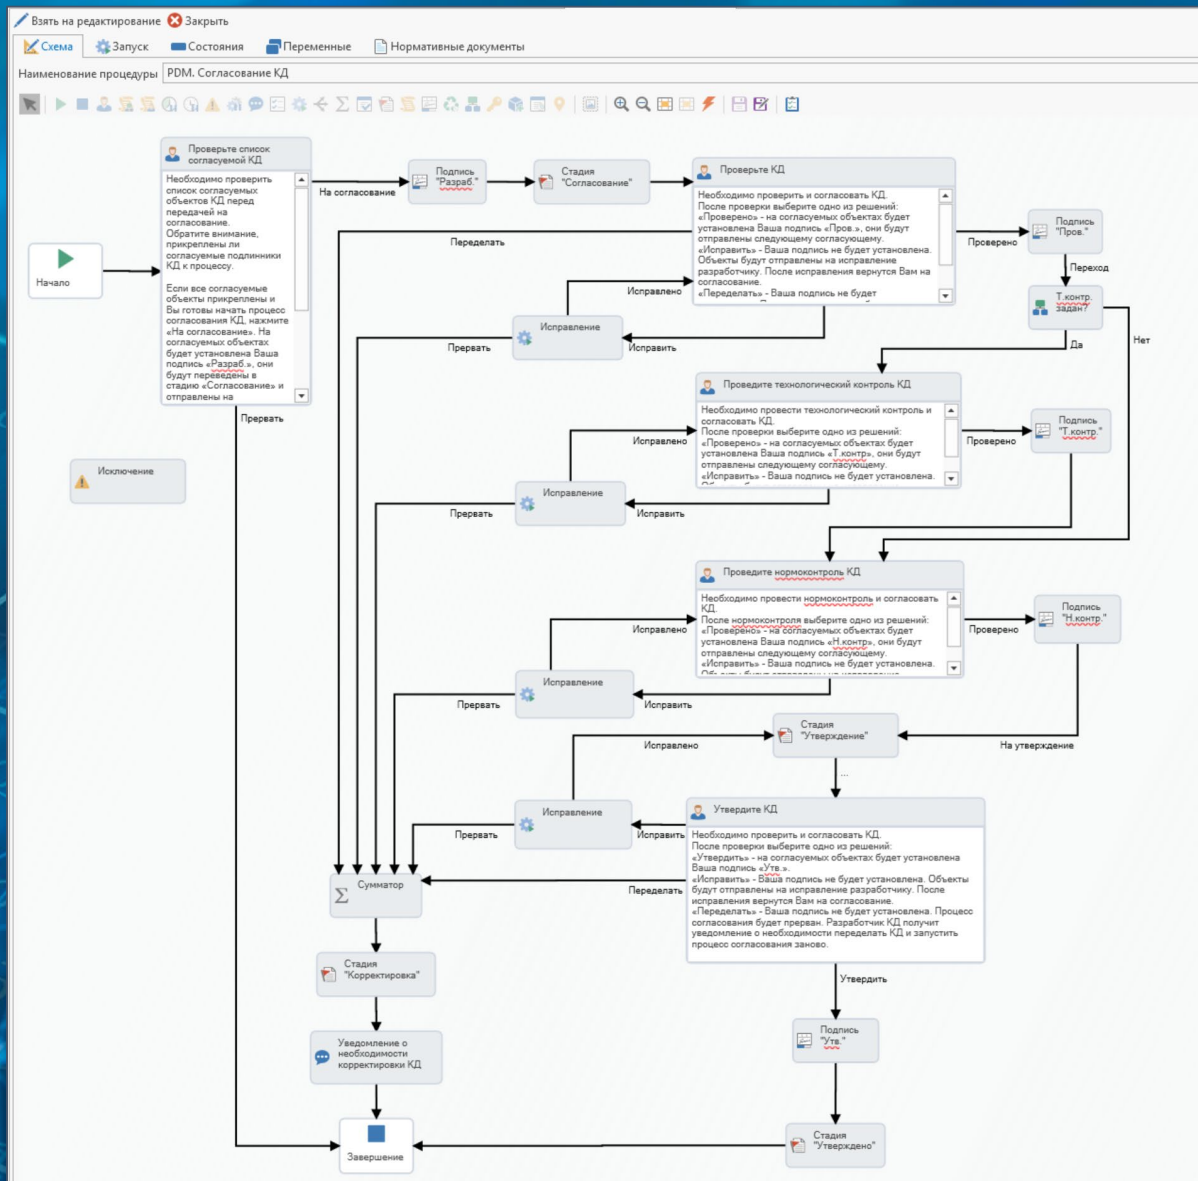 Взять на редактирование Закрыть
Схема Запуск Состояния Переменные Нормативные документы
Наименование процедуры PDM. Согласование КД
Начало
Проверьте список
согласуемой КД
Необходимо проверить
список согласуемых
объектов КД перед
передачей на
согласование.
Обратите внимание,
прикреплены ли
согласуемые подлинники
КД к процессу.
Если все согласуемые
объекты прикреплены и
Вы готовы начать процесс
согласования КД, нажмите
«На согласование». На
согласуемых объектах
будет установлена Ваша
подпись «Разраб.», они
будут переведены в
стадию «Согласование» и
отправлены на
На согласование
Прервать
Подпись
"Разраб."
Стадия
"Согласование"
Проверьте КД
Необходимо проверить и согласовать КД.
После проверки выберите одно из решений:
«Проверено» - на согласуемых объектах будет
установлена Ваша подпись «Пров.», они будут
отправлены следующему согласующему.
«Исправить» - Ваша подпись не будет установлена.
Объекты будут отправлены на исправление
разработчику. После исправления вернутся Вам на
согласование.
«Переделать» - Ваша подпись не будет
Переделать
Проверено
Подпись
"Пров."
Переход
Т.контр.
задан?
Да
Нет
Исправлено
Исправление
Прервать
Исправить
Проведите технологический контроль КД
Необходимо провести технологический контроль и
согласовать КД.
После проверки выберите одно из решений:
«Проверено» - на согласуемых объектах будет
установлена Ваша подпись «Т.контр», они будут
отправлены следующему согласующему.
«Исправить» - Ваша подпись не будет установлена.
Проверено
Подпись
"Т.контр."
Исправлено
Исправление
Прервать
Исправить
Исключение
Проведите нормоконтроль КД
Необходимо провести нормоконтроль и согласовать
КД.
После нормоконтроля выберите одно из решений:
«Проверено» - на согласуемых объектах будет
установлена Ваша подпись «Н.контр», они будут
отправлены следующему согласующему.
«Исправить» - Ваша подпись не будет установлена.
Проверено
Подпись
"Н.контр."
Исправлено
Исправление
Прервать
Исправить
Стадия
"Утверждение"
На утверждение
...
Исправлено
Исправление
Прервать
Исправить
Утвердите КД
Необходимо проверить и согласовать КД.
После проверки выберите одно из решений:
«Утвердить» - на согласуемых объектах будет установлена
Ваша подпись «Утв.».
«Исправить» - Ваша подпись не будет установлена. Объекты
будут отправлены на исправление разработчику. После
исправления вернутся Вам на согласование.
«Переделать» - Ваша подпись не будет установлена. Процесс
согласования будет прерван. Разработчик КД получит
уведомление о необходимости переделать КД и запустить
процесс согласования заново.
Переделать
Сумматор
Стадия
"Корректировка"
Уведомление о
необходимости
корректировки КД
Завершение
Утвердить
Подпись
"Утв."
Стадия
"Утверждено"